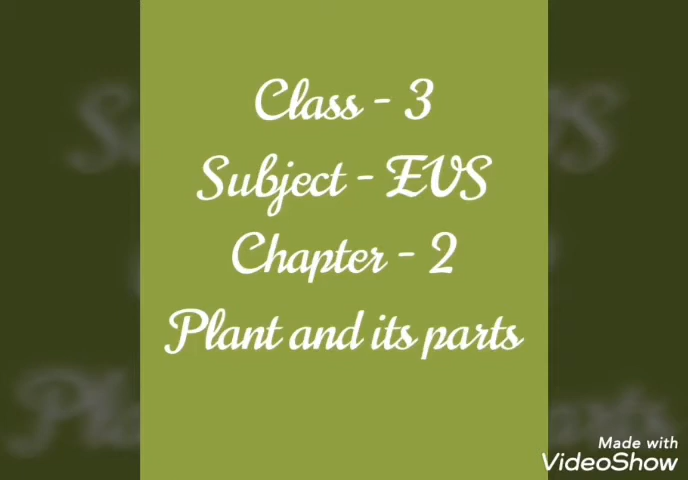 Class - 3
Subject - EVS
Chapter - 2
Plant and its parts
Made with
VideoShow